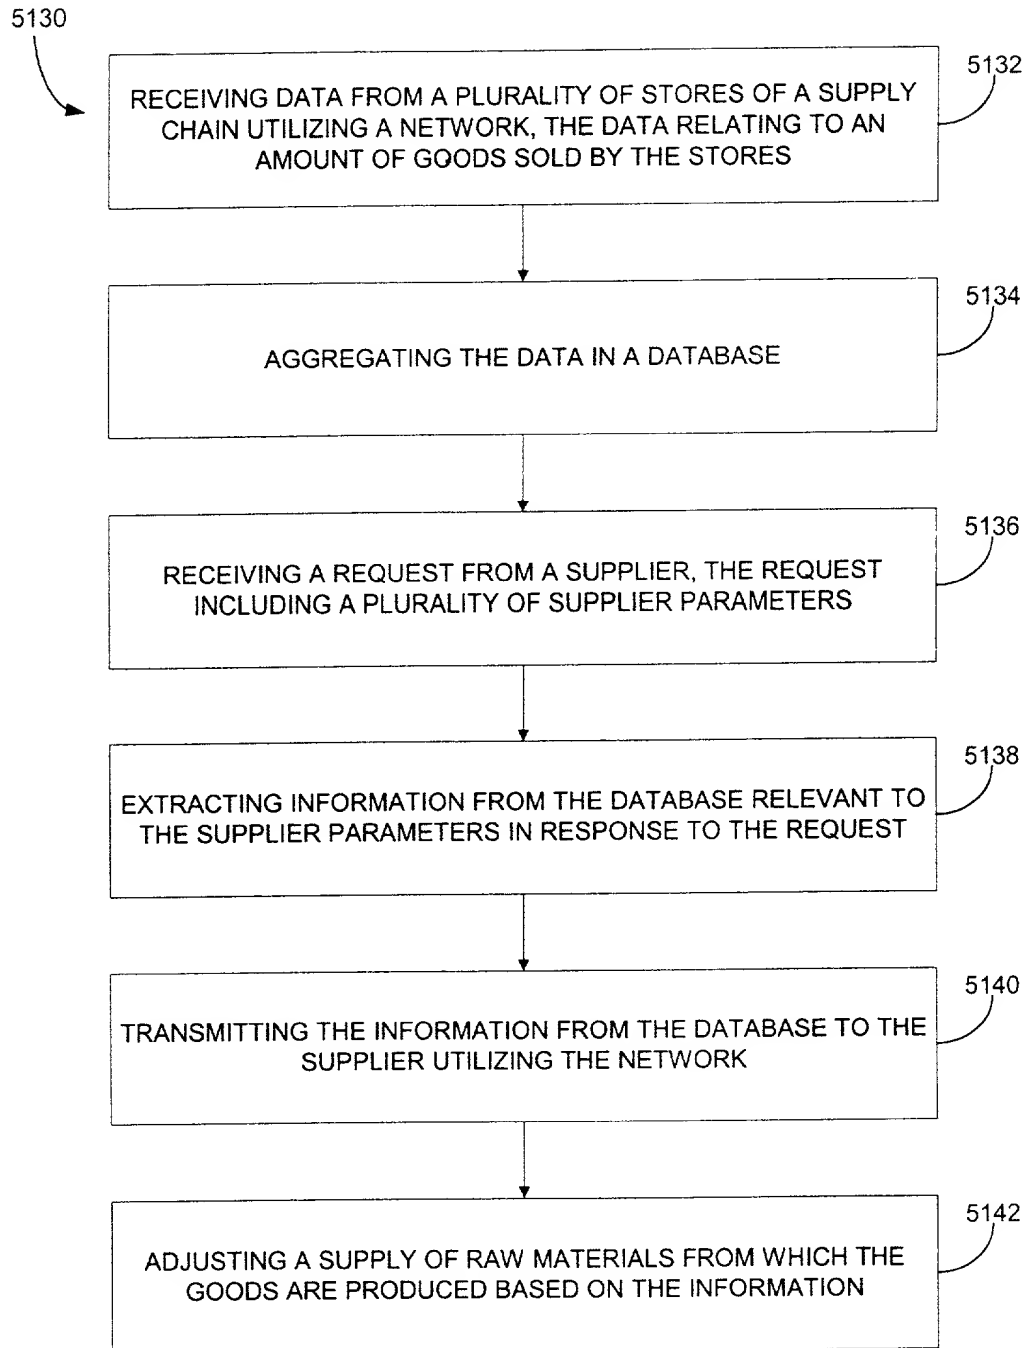 5130
5132
RECEIVING DATA FROM A PLURALITY OF STORES OF A SUPPLY
CHAIN UTILIZING A NETWORK, THE DATA RELATING TO AN
AMOUNT OF GOODS SOLD BY THE STORES
5134
AGGREGATING THE DATA IN A DATABASE
5136
RECEIVING A REQUEST FROM A SUPPLIER, THE REQUEST
INCLUDING A PLURALITY OF SUPPLIER PARAMETERS
5138
EXTRACTING INFORMATION FROM THE DATABASE RELEVANT TO
THE SUPPLIER PARAMETERS IN RESPONSE TO THE REQUEST
5140
TRANSMITTING THE INFORMATION FROM THE DATABASE TO THE
SUPPLIER UTILIZING THE NETWORK
5142
ADJUSTING A SUPPLY OF RAW MATERIALS FROM WHICH THE
GOODS ARE PRODUCED BASED ON THE INFORMATION